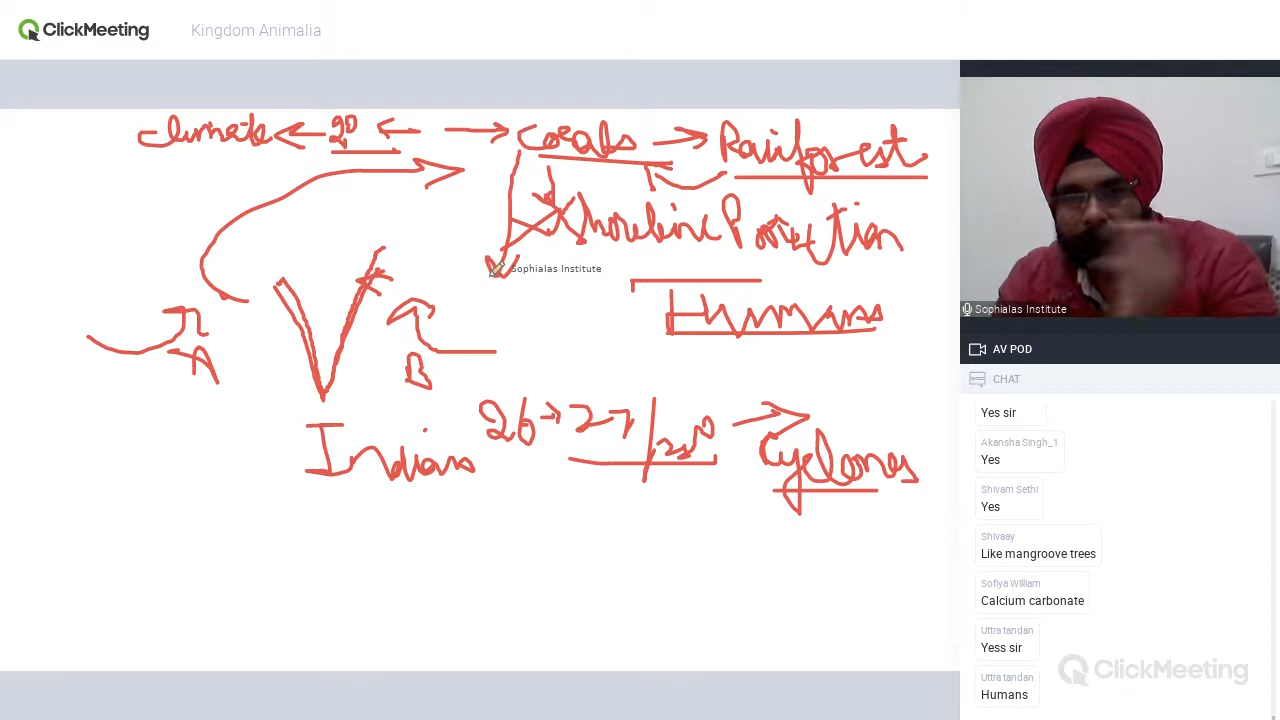 ClickMeeting
Kingdom Animalia
Climate 2° Corals Rainforest
Shoreline Protection
Sophialas Institute
Humans
A
B
26 27
Cyclones
Indians
Sophialas Institute
AV POD
CHAT
Yes sir
Akansha Singh_1
Yes
Shivam Sethi
Yes
Shivaay
Like mangroove trees
Sofiya William
Calcium carbonate
Uttra tandan
Yess sir
Uttra tandan
Humans
ClickMeeting